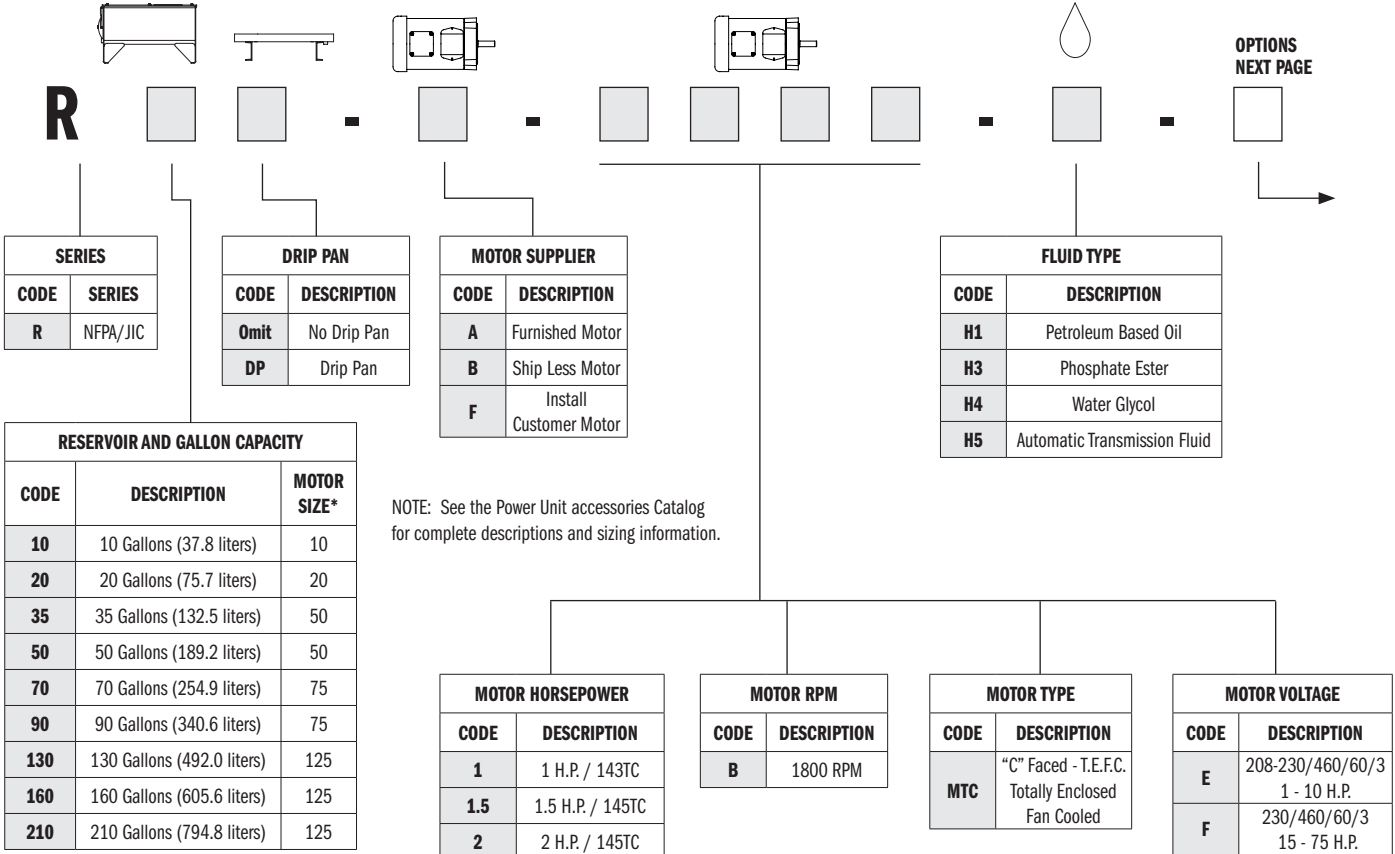 OPTIONS
NEXT PAGE
R - - - -
SERIES
CODE SERIES
R NFPA/JIC
DRIP PAN
CODE DESCRIPTION
Omit No Drip Pan
DP Drip Pan
MOTOR SUPPLIER
CODE DESCRIPTION
A Furnished Motor
B Ship Less Motor
F Install
Customer Motor
FLUID TYPE
CODE DESCRIPTION
H1 Petroleum Based Oil
H3 Phosphate Ester
H4 Water Glycol
H5 Automatic Transmission Fluid
RESERVOIR AND GALLON CAPACITY
CODE DESCRIPTION MOTOR
SIZE*
10 10 Gallons (37.8 liters) 10
20 20 Gallons (75.7 liters) 20
35 35 Gallons (132.5 liters) 50
50 50 Gallons (189.2 liters) 50
70 70 Gallons (254.9 liters) 75
90 90 Gallons (340.6 liters) 75
130 130 Gallons (492.0 liters) 125
160 160 Gallons (605.6 liters) 125
210 210 Gallons (794.8 liters) 125
NOTE: See the Power Unit accessories Catalog
for complete descriptions and sizing information.
MOTOR HORSEPOWER
CODE DESCRIPTION
1 1 H.P. / 143TC
1.5 1.5 H.P. / 145TC
2 2 H.P. / 145TC
MOTOR RPM
CODE DESCRIPTION
B 1800 RPM
MOTOR TYPE
CODE DESCRIPTION
MTC "C" Faced - T.E.F.C.
Totally Enclosed
Fan Cooled
MOTOR VOLTAGE
CODE DESCRIPTION
E 208-230/460/60/3
1 - 10 H.P.
F 230/460/60/3
15 - 75 H.P.